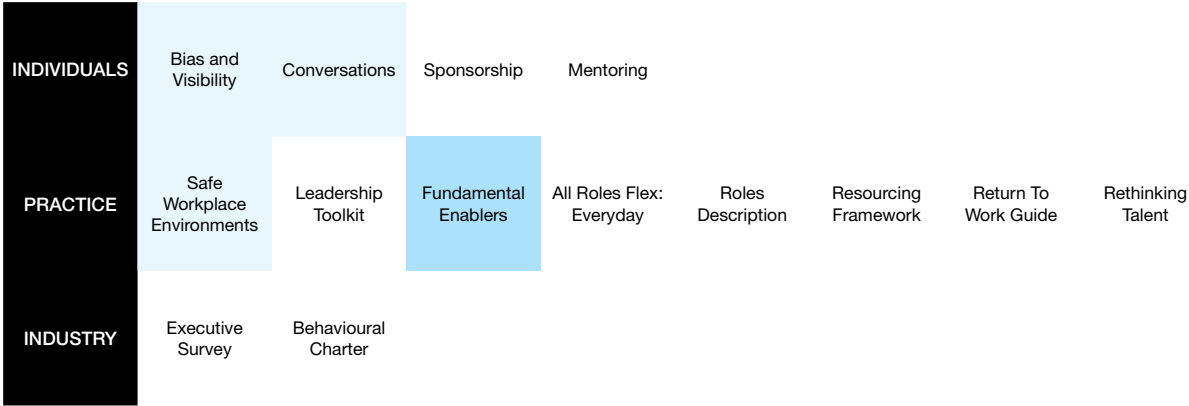 INDIVIDUALS
Bias and
Visibility
Conversations
Sponsorship
Mentoring
PRACTICE
Safe
Workplace
Environments
Leadership
Toolkit
Fundamental
Enablers
All Roles Flex:
Everyday
Roles
Description
Resourcing
Framework
Return To
Work Guide
Rethinking
Talent
INDUSTRY
Executive
Survey
Behavioural
Charter